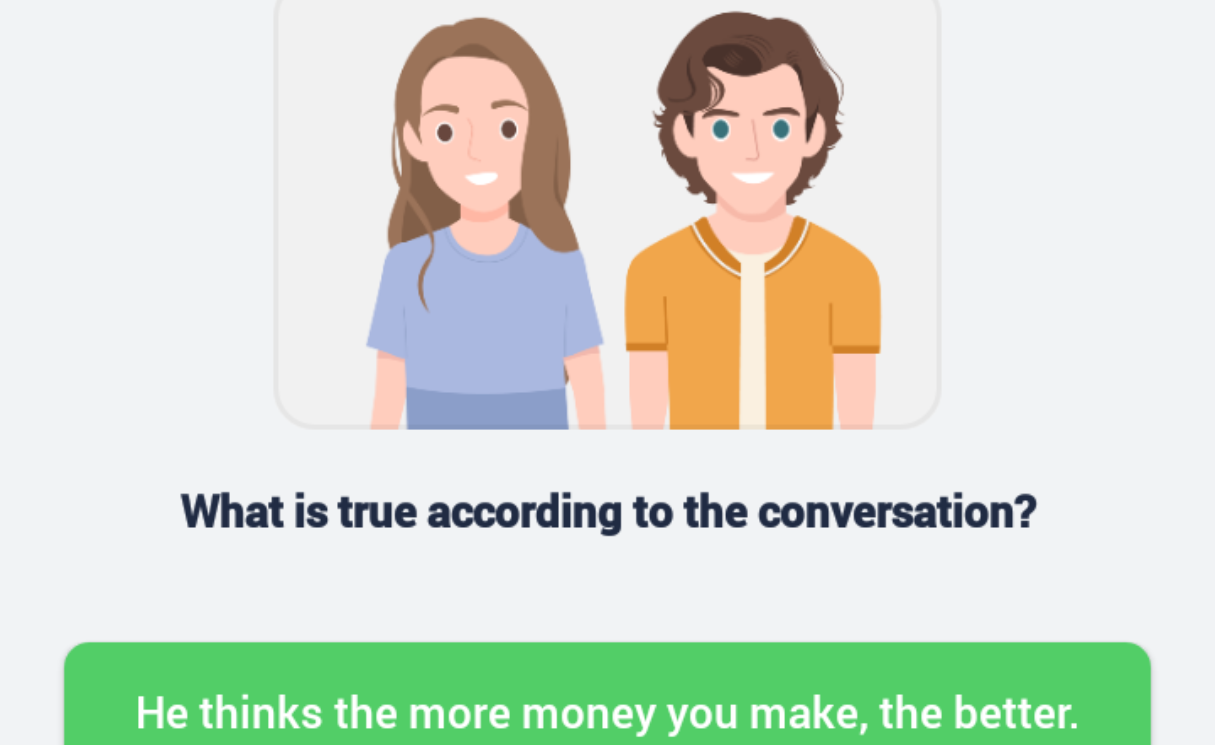 What is true according to the conversation?
He thinks the more money you make, the better.